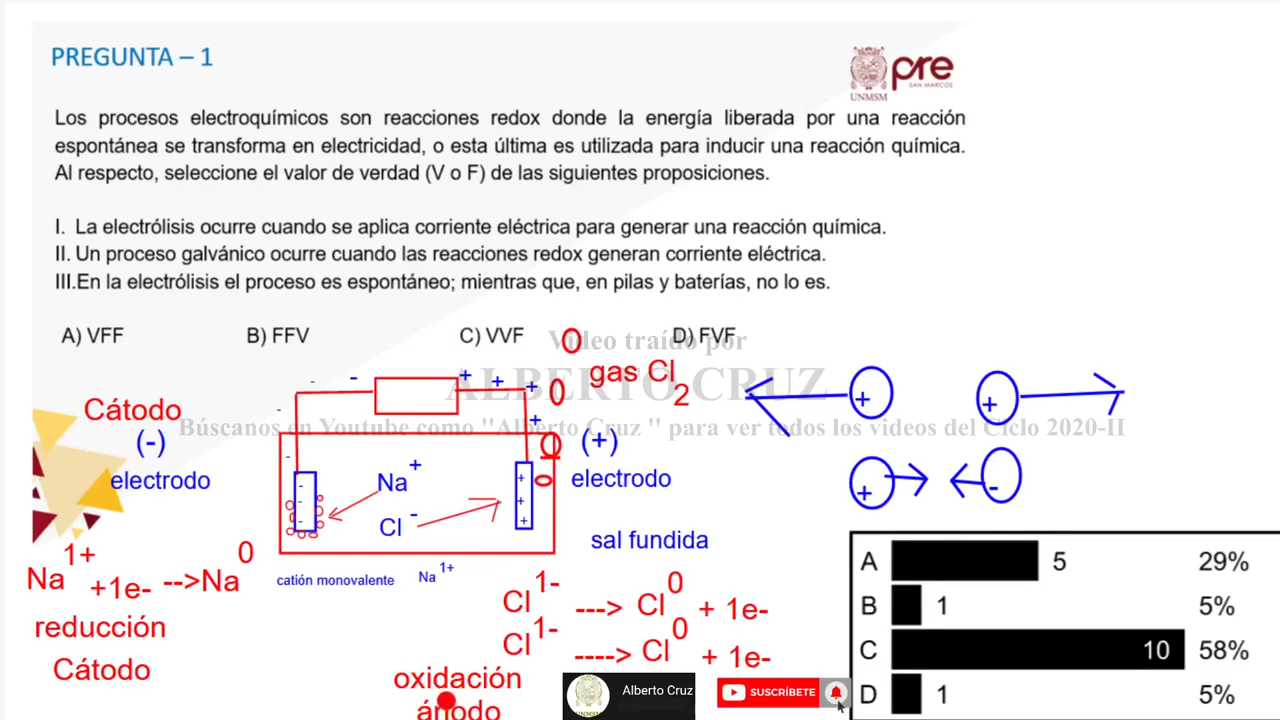 PREGUNTA – 1
UNMSM
pre
SAN MARCOS
Los procesos electroquímicos son reacciones redox donde la energía liberada por una reacción
espontánea se transforma en electricidad, o esta última es utilizada para inducir una reacción química.
Al respecto, seleccione el valor de verdad (V o F) de las siguientes proposiciones.
I. La electrólisis ocurre cuando se aplica corriente eléctrica para generar una reacción química.
II. Un proceso galvánico ocurre cuando las reacciones redox generan corriente eléctrica.
III.En la electrólisis el proceso es espontáneo; mientras que, en pilas y baterías, no lo es.
A) VFF B) FFV C) VVF D) FVF
Video traído por
ALBERTO CRUZ
Búscanos en Youtube como "Alberto Cruz " para ver todos los videos del Ciclo 2020-II
- - + + +
gas Cl2
Cátodo
(-)
electrodo
+
(+)
electrodo
Na+
Cl-
- - -
+ + +
+ +
+ -
sal fundida
catión monovalente Na1+
Na1+ +1e- -->Na0
reducción
Cátodo
Cl1- ---> Cl0 + 1e-
Cl1- ----> Cl0 + 1e-
oxidación
ánodo
UNMSM
Alberto Cruz
SUSCRÍBETE
A 5 29%
B 1 5%
C 10 58%
D 1 5%